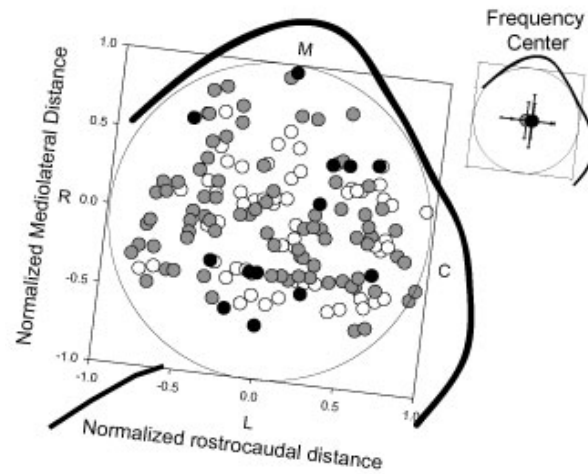 Frequency
Center
1.0
M
0.5
Normalized Mediolateral Distance
R
0.0
C
-0.5
-1.0
-1.0
-0.5
0.0
0.5
1.0
L
Normalized rostrocaudal distance